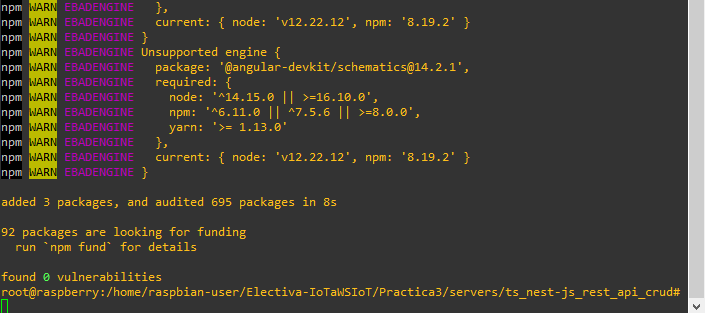 npm WARN EBADENGINE   },
npm WARN EBADENGINE   current: { node: 'v12.22.12', npm: '8.19.2' }
npm WARN EBADENGINE }
npm WARN EBADENGINE Unsupported engine {
npm WARN EBADENGINE   package: '@angular-devkit/schematics@14.2.1',
npm WARN EBADENGINE   required: {
npm WARN EBADENGINE     node: '^14.15.0 || >=16.10.0',
npm WARN EBADENGINE     npm: '^6.11.0 || ^7.5.6 || >=8.0.0',
npm WARN EBADENGINE     yarn: '>= 1.13.0'
npm WARN EBADENGINE   },
npm WARN EBADENGINE   current: { node: 'v12.22.12', npm: '8.19.2' }
npm WARN EBADENGINE }
added 3 packages, and audited 695 packages in 8s
92 packages are looking for funding
  run `npm fund` for details
found 0 vulnerabilities
root@raspberry:/home/raspbian-user/Electiva-IoTaWSIoT/Practica3/servers/ts_nest-js_rest_api_crud#